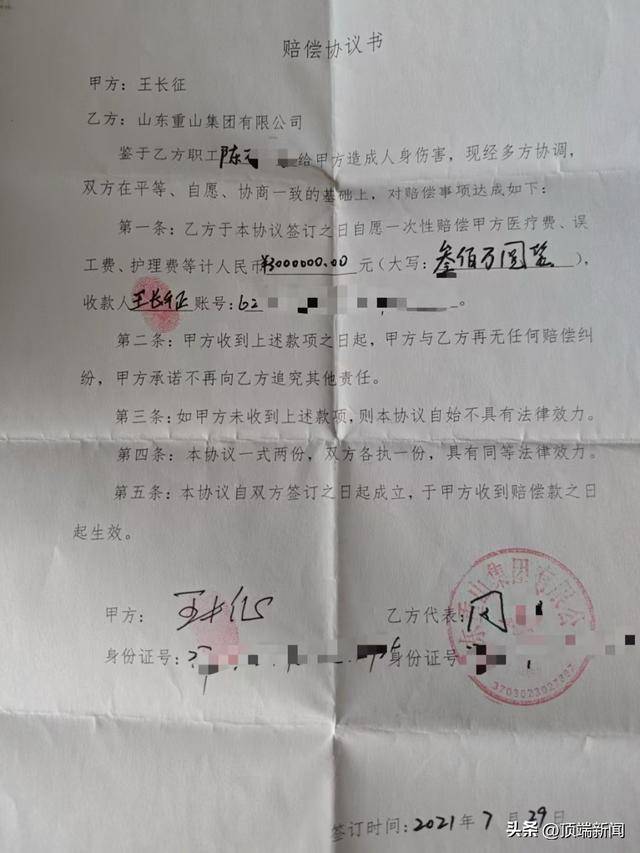 赔偿协议书
甲方：王长征
乙方：山东重山集团有限公司
鉴于乙方职工陈 给甲方造成人身伤害，现经多方协调，
双方在平等、自愿、协商一致的基础上，对赔偿事项达成如下：
第一条：乙方于本协议签订之日自愿一次性赔偿甲方医疗费、误
工费、护理费等计人民币¥3000000.00元（大写：叁佰万圆整），
收款人王长征账号：62 。
第二条：甲方收到上述款项之日起，甲方与乙方再无任何赔偿纠
纷，甲方承诺不再向乙方追究其他责任。
第三条：如甲方未收到上述款项，则本协议自始不具有法律效力。
第四条：本协议一式两份，双方各执一份，具有同等法律效力。
第五条：本协议自双方签订之日起成立，于甲方收到赔偿款之日
起生效。
甲方：王长征 乙方代表：
身份证号： 身份证号：
山集团有限公
3703023027887
签订时间：2021年7月29日
头条 @顶端新闻